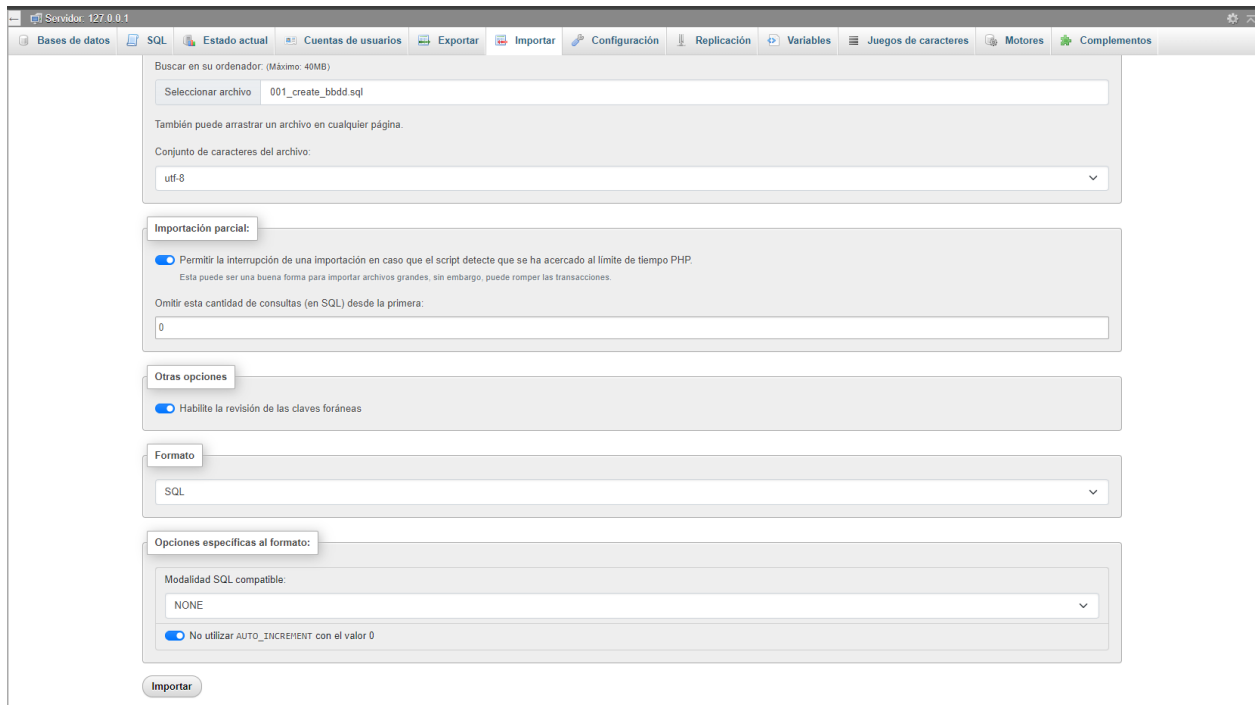 Servidor: 127.0.0.1
Bases de datos SQL Estado actual Cuentas de usuarios Exportar Importar Configuración Replicación Variables Juegos de caracteres Motores Complementos
Buscar en su ordenador: (Máximo: 40MB)
Seleccionar archivo 001_create_bbdd.sql
También puede arrastrar un archivo en cualquier página.
Conjunto de caracteres del archivo:
utf-8
Importación parcial:
Permitir la interrupción de una importación en caso que el script detecte que se ha acercado al límite de tiempo PHP.
Esta puede ser una buena forma para importar archivos grandes, sin embargo, puede romper las transacciones.
Omitir esta cantidad de consultas (en SQL) desde la primera:
0
Otras opciones
Habilite la revisión de las claves foráneas
Formato
SQL
Opciones específicas al formato:
Modalidad SQL compatible:
NONE
No utilizar AUTO_INCREMENT con el valor 0
Importar